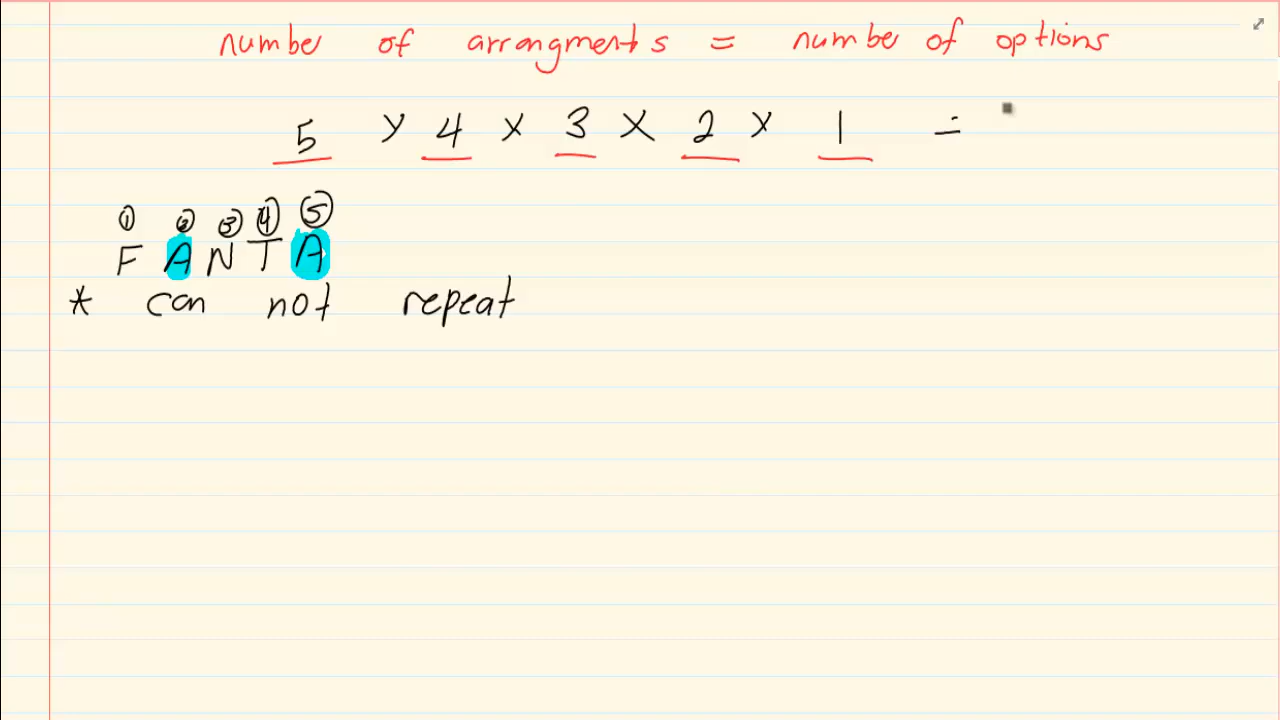 number of arrangments = number of options
5 × 4 × 3 × 2 × 1 =
① ② ③ ④ ⑤
F A N T A
* can not repeat